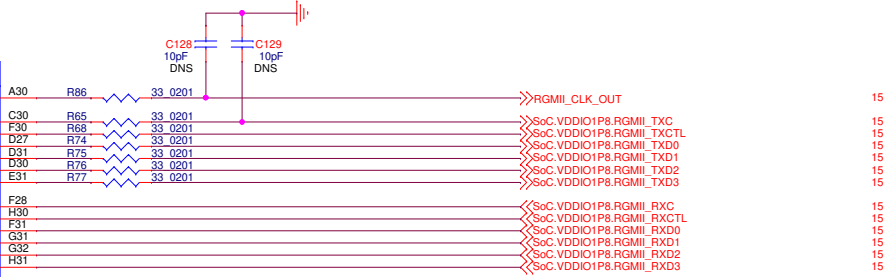 C128 C129
10pF 10pF
DNS DNS
A30 R86 33_0201 RGMII_CLK_OUT 15
C30 R65 33_0201 SoC.VDDIO1P8.RGMII_TXC 15
F30 R68 33_0201 SoC.VDDIO1P8.RGMII_TXCTL 15
D27 R74 33_0201 SoC.VDDIO1P8.RGMII_TXD0 15
D31 R75 33_0201 SoC.VDDIO1P8.RGMII_TXD1 15
D30 R76 33_0201 SoC.VDDIO1P8.RGMII_TXD2 15
E31 R77 33_0201 SoC.VDDIO1P8.RGMII_TXD3 15
F28 SoC.VDDIO1P8.RGMII_RXC 15
H30 SoC.VDDIO1P8.RGMII_RXCTL 15
F31 SoC.VDDIO1P8.RGMII_RXD0 15
G31 SoC.VDDIO1P8.RGMII_RXD1 15
G32 SoC.VDDIO1P8.RGMII_RXD2 15
H31 SoC.VDDIO1P8.RGMII_RXD3 15